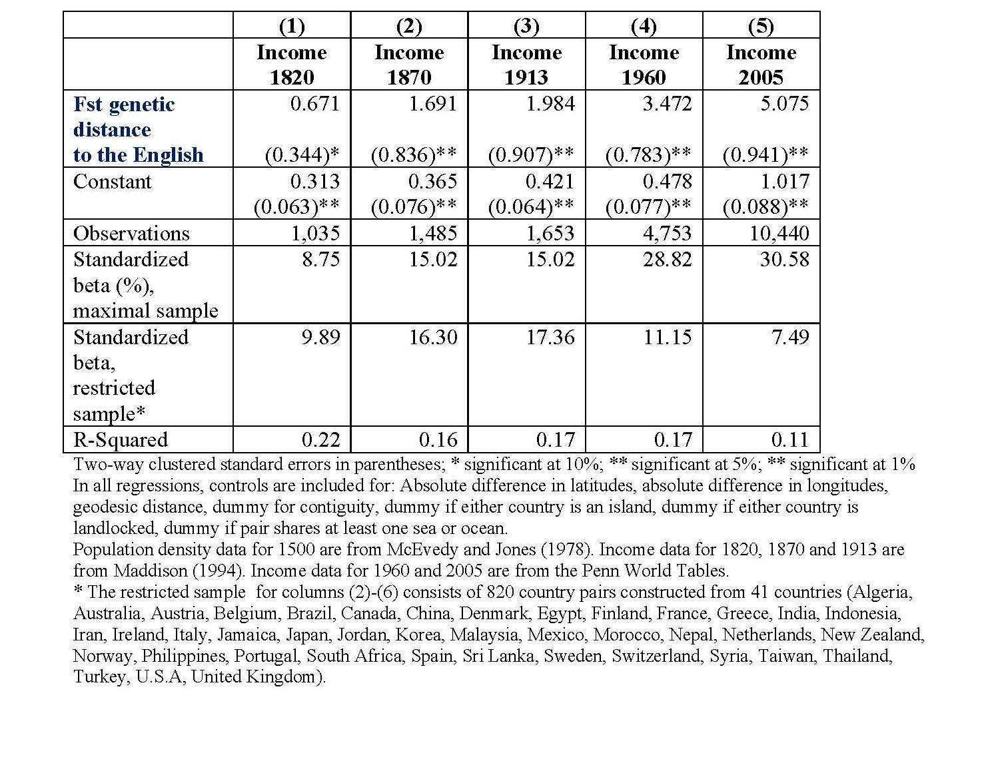 (1) (2) (3) (4) (5)
Income Income Income Income Income
1820 1870 1913 1960 2005
Fst genetic 0.671 1.691 1.984 3.472 5.075
distance
to the English (0.344)* (0.836)** (0.907)** (0.783)** (0.941)**
Constant 0.313 0.365 0.421 0.478 1.017
(0.063)** (0.076)** (0.064)** (0.077)** (0.088)**
Observations 1,035 1,485 1,653 4,753 10,440
Standardized 8.75 15.02 15.02 28.82 30.58
beta (%),
maximal sample
Standardized 9.89 16.30 17.36 11.15 7.49
beta,
restricted
sample*
R-Squared 0.22 0.16 0.17 0.17 0.11
Two-way clustered standard errors in parentheses; * significant at 10%; ** significant at 5%; ** significant at 1%
In all regressions, controls are included for: Absolute difference in latitudes, absolute difference in longitudes,
geodesic distance, dummy for contiguity, dummy if either country is an island, dummy if either country is
landlocked, dummy if pair shares at least one sea or ocean.
Population density data for 1500 are from McEvedy and Jones (1978). Income data for 1820, 1870 and 1913 are
from Maddison (1994). Income data for 1960 and 2005 are from the Penn World Tables.
* The restricted sample for columns (2)-(6) consists of 820 country pairs constructed from 41 countries (Algeria,
Australia, Austria, Belgium, Brazil, Canada, China, Denmark, Egypt, Finland, France, Greece, India, Indonesia,
Iran, Ireland, Italy, Jamaica, Japan, Jordan, Korea, Malaysia, Mexico, Morocco, Nepal, Netherlands, New Zealand,
Norway, Philippines, Portugal, South Africa, Spain, Sri Lanka, Sweden, Switzerland, Syria, Taiwan, Thailand,
Turkey, U.S.A, United Kingdom).